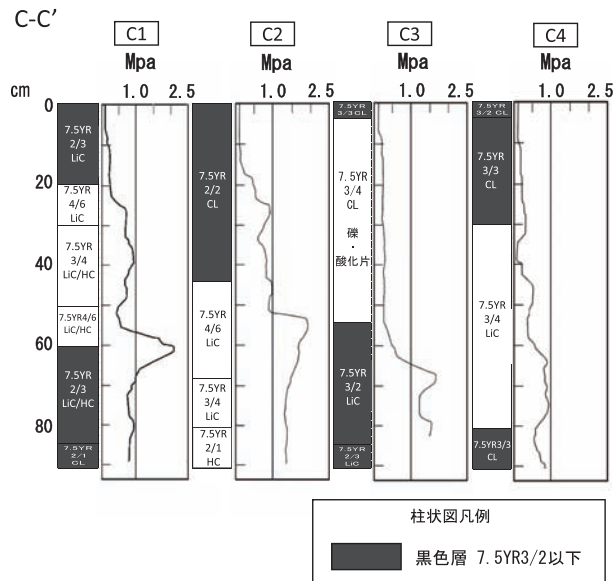 C-C’
C1
C2
C3
C4
Mpa
Mpa
Mpa
Mpa
cm
1.0 2.5
1.0 2.5
1.0 2.5
1.0 2.5
0
20
40
60
80
7.5YR
2/3
LiC
7.5YR
4/6
LiC
7.5YR
3/4
LiC/HC
7.5YR4/6
LiC/HC
7.5YR
2/3
LiC/HC
7.5YR
2/1
CL
7.5YR
2/2
CL
7.5YR
4/6
LiC
7.5YR
3/4
LiC
7.5YR
2/1
HC
7.5YR
3/3 CL
7.5YR
3/4
CL
礫
・
酸化片
7.5YR
3/2
LiC
7.5YR
2/3
LiC
7.5YR
3/2 CL
7.5YR
3/3
CL
7.5YR
3/4
LiC
7.5YR3/3
CL
柱状図凡例
黒色層 7.5YR3/2以下